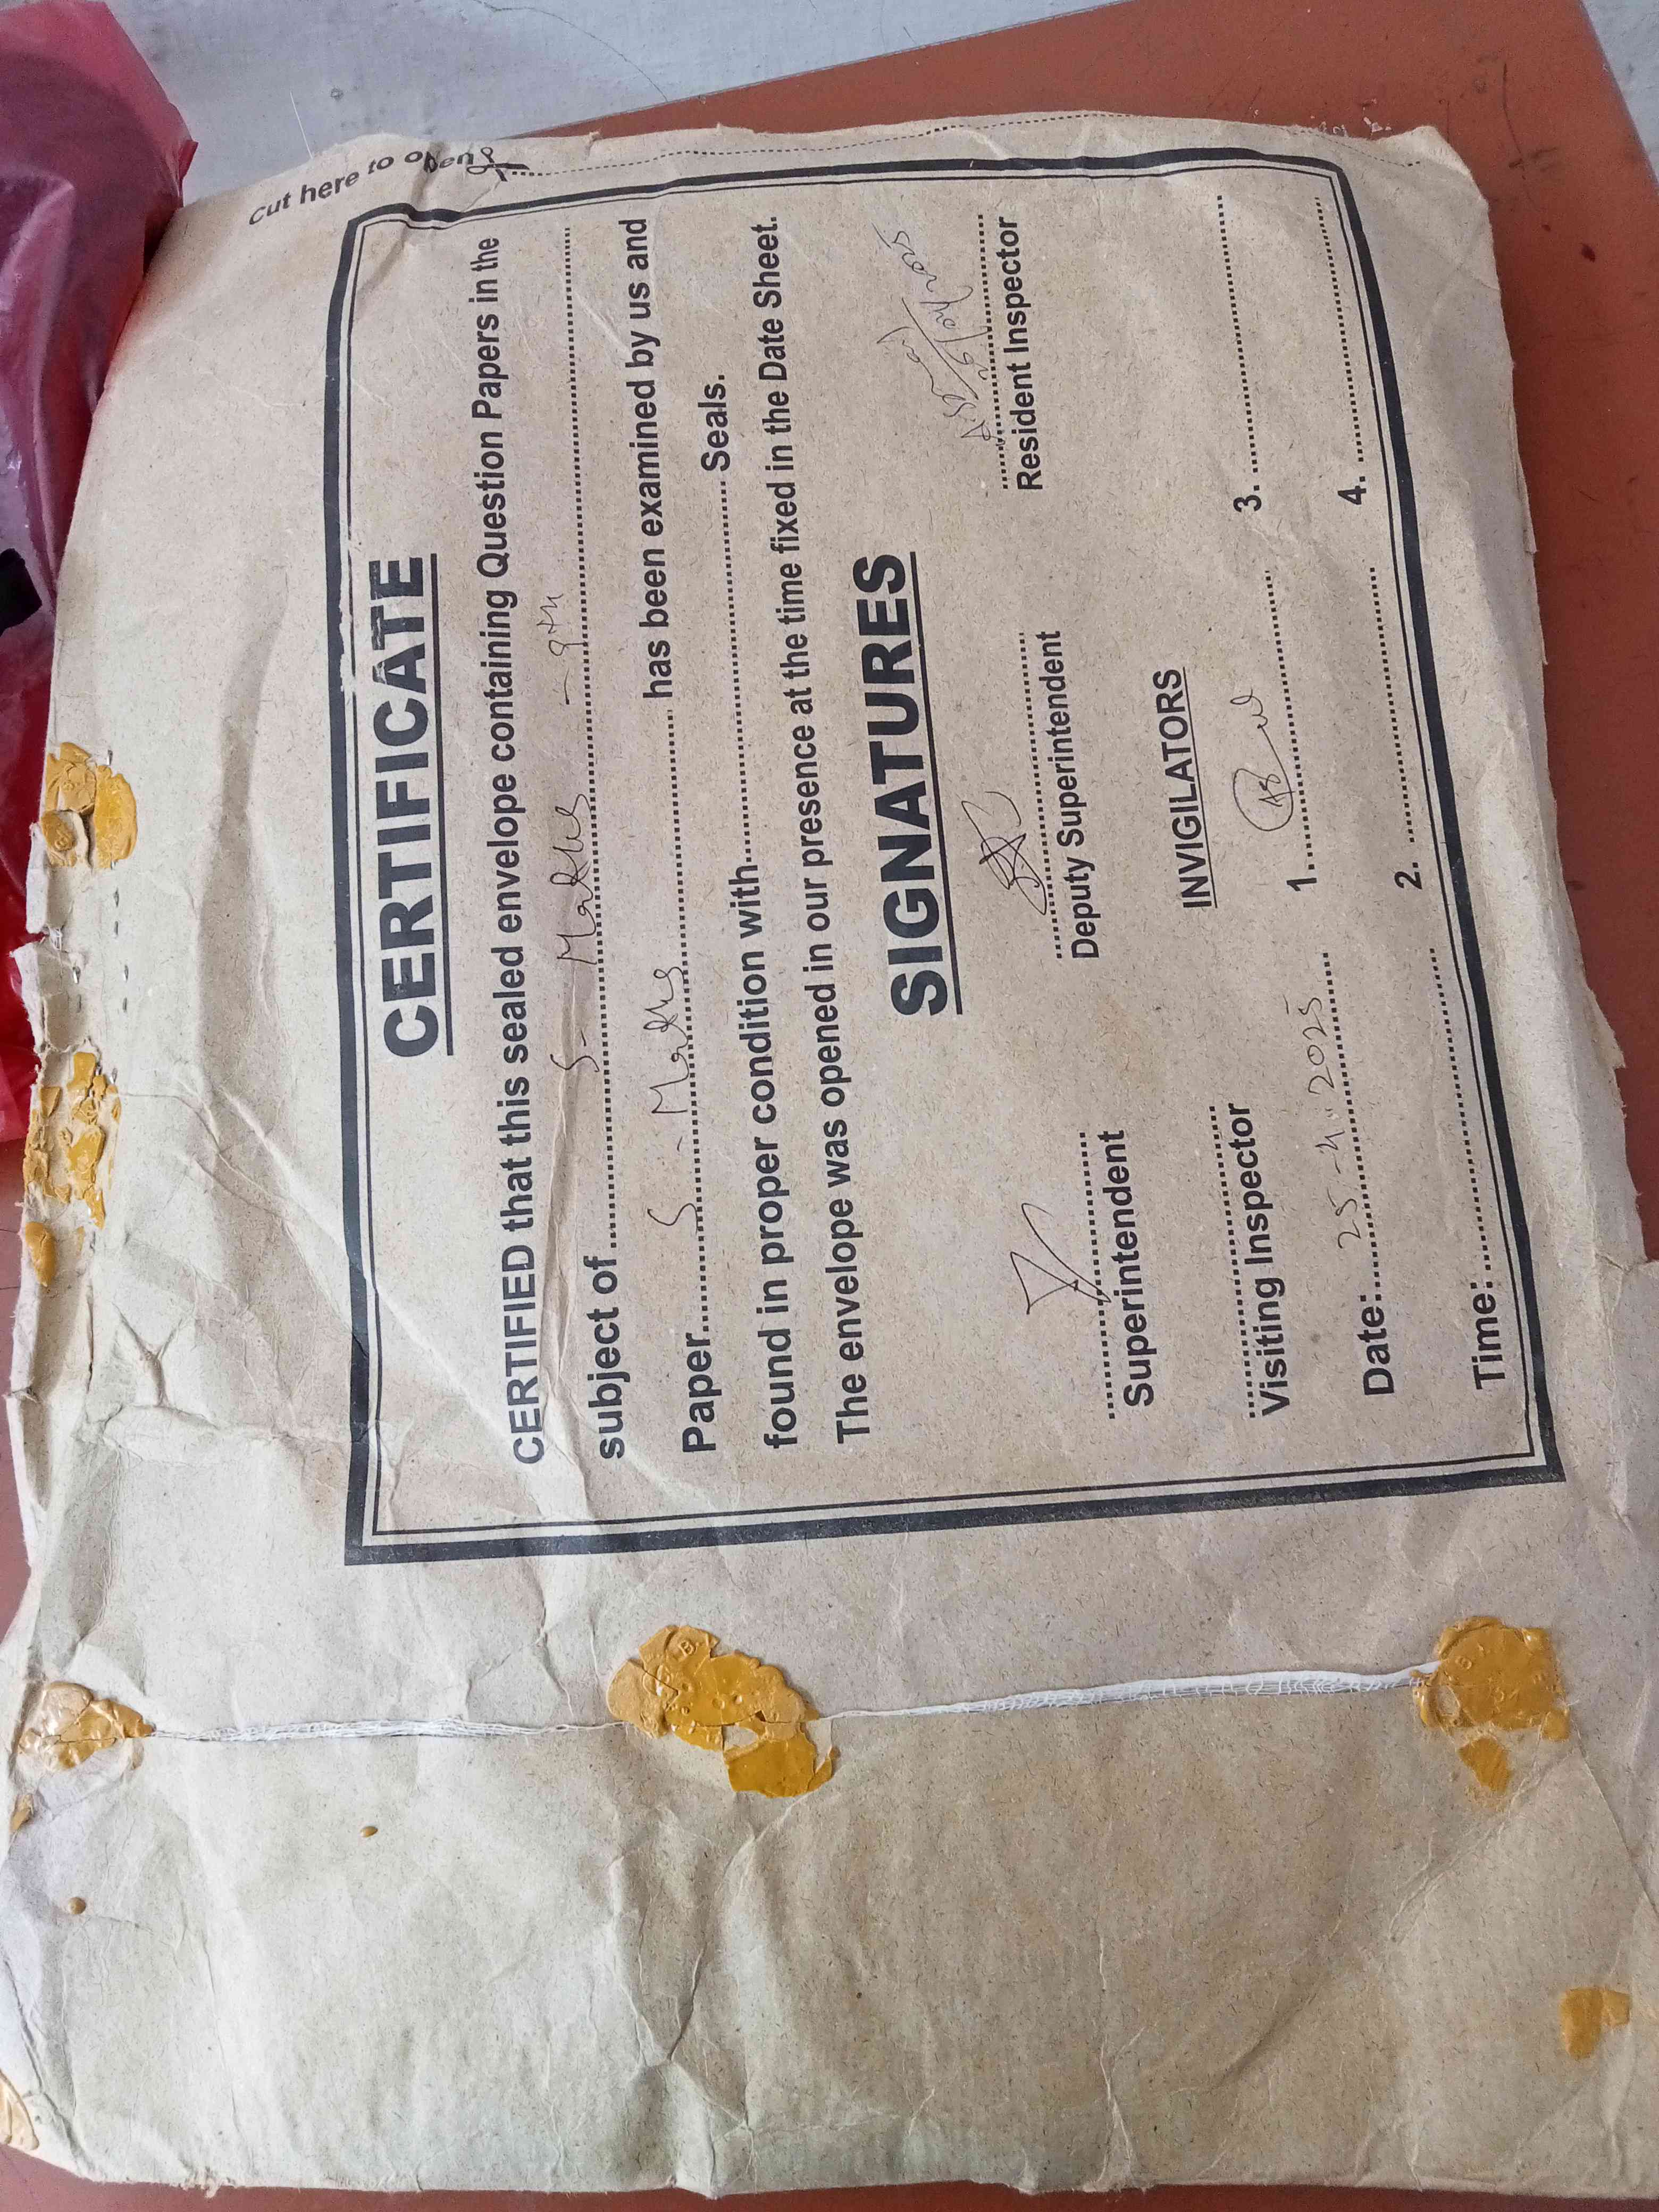 Cut here to open
CERTIFICATE
CERTIFIED that this sealed envelope containing Question Papers in the
subject of S- Maths - 9th
Paper S - Maths has been examined by us and
found in proper condition with Seals.
The envelope was opened in our presence at the time fixed in the Date Sheet.
SIGNATURES
Superintendent
Deputy Superintendent
Resident Inspector
INVIGILATORS
Visiting Inspector
1.
3.
Date: 25-4-2025
2.
4.
Time: